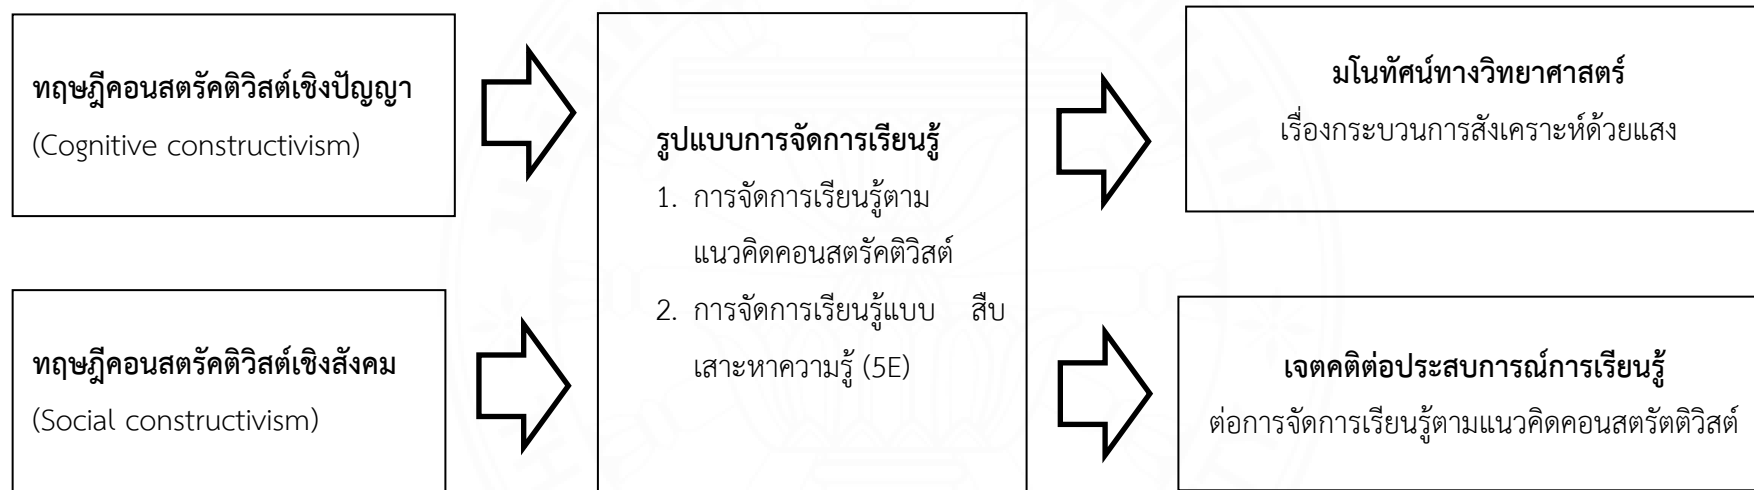 ทฤษฎีคอนสตรัคติวิสต์เชิงปัญญา
(Cognitive constructivism)
ทฤษฎีคอนสตรัคติวิสต์เชิงสังคม
(Social constructivism)
รูปแบบการจัดการเรียนรู้
1. การจัดการเรียนรู้ตาม
แนวคิดคอนสตรัคติวิสต์
2. การจัดการเรียนรู้แบบ สืบ
เสาะหาความรู้ (5E)
มโนทัศน์ทางวิทยาศาสตร์
เรื่องกระบวนการสังเคราะห์ด้วยแสง
เจตคติต่อประสบการณ์การเรียนรู้
ต่อการจัดการเรียนรู้ตามแนวคิดคอนสตรัตติวิสต์